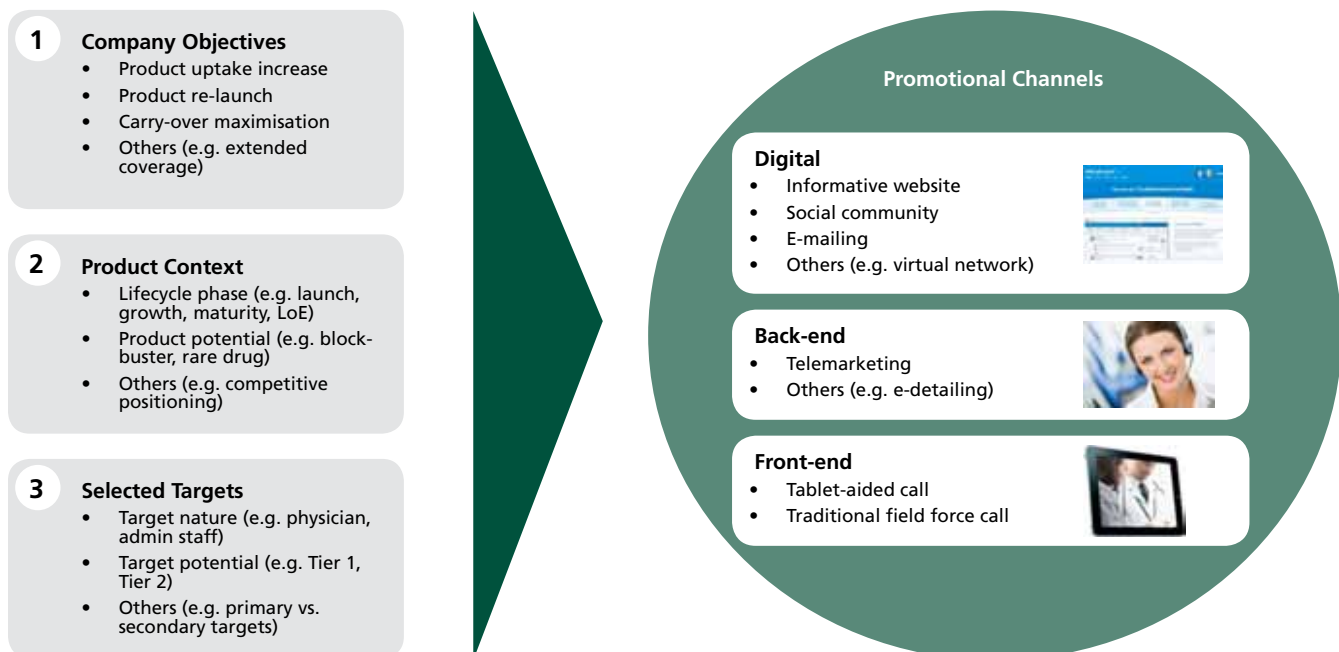 1
Company Objectives
• Product uptake increase
• Product re-launch
• Carry-over maximisation
• Others (e.g. extended
coverage)
2
Product Context
• Lifecycle phase (e.g. launch,
growth, maturity, LoE)
• Product potential (e.g. block-
buster, rare drug)
• Others (e.g. competitive
positioning)
3
Selected Targets
• Target nature (e.g. physician,
admin staff)
• Target potential (e.g. Tier 1,
Tier 2)
• Others (e.g. primary vs.
secondary targets)
Promotional Channels
Digital
• Informative website
• Social community
• E-mailing
• Others (e.g. virtual network)
Back-end
• Telemarketing
• Others (e.g. e-detailing)
Front-end
• Tablet-aided call
• Traditional field force call